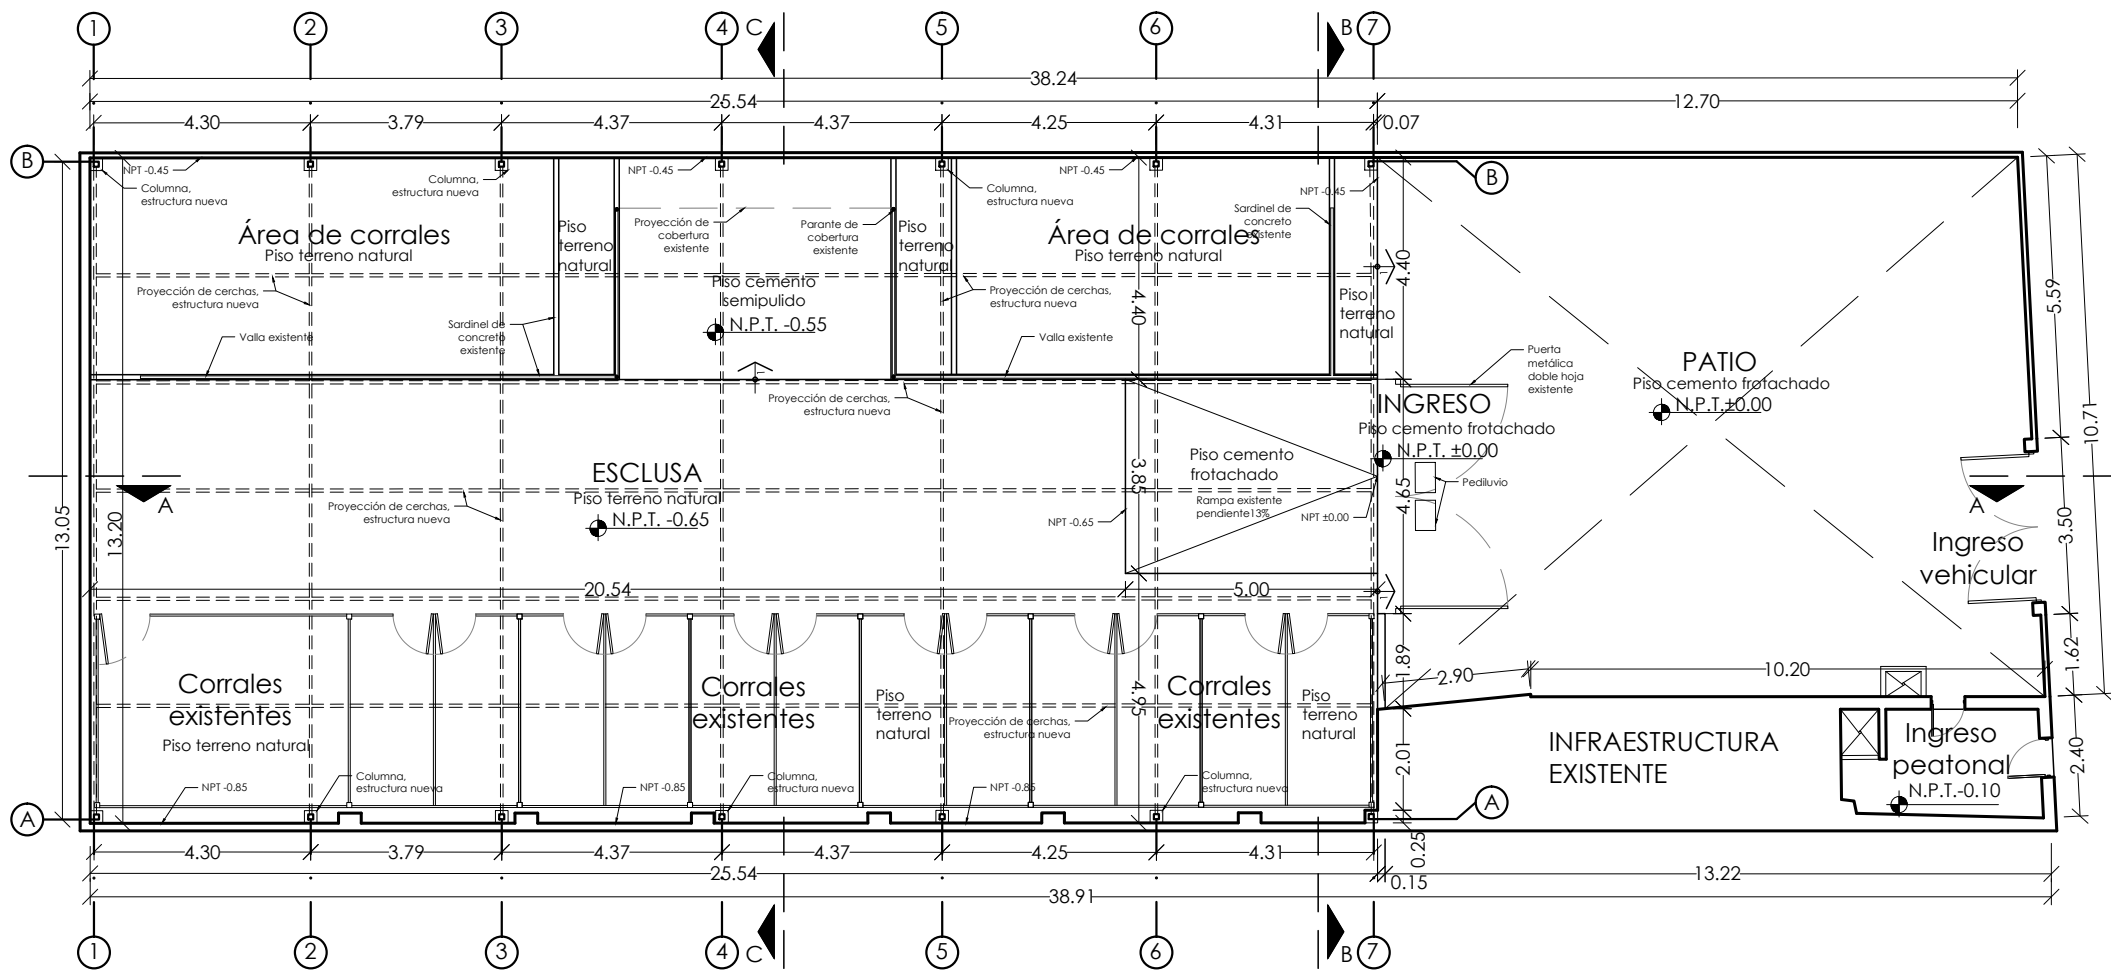 1 2 3 4 C 5 6 B 7
38.24
25.54 12.70
4.30 3.79 4.37 4.37 4.25 4.31 0.07
B
B
NPT -0.45
Columna,
estructura nueva
Columna,
estructura nueva
NPT -0.45
Columna,
estructura nueva
NPT -0.45
NPT -0.45
Área de corrales
Piso terreno natural
Piso
terreno
natural
Proyección de
cobertura
existente
Parante de
cobertura
existente
Piso
terreno
natural
Área de corrales
Piso terreno natural
Sardinel de
concreto
existente
Proyección de cerchas,
estructura nueva
Piso cemento
semipulido
N.P.T. -0.55
Proyección de cerchas,
estructura nueva
4.40
4.40
Piso
terreno
natural
Valla existente
Sardinel de
concreto
existente
Valla existente
1
1
Puerta
metálica
doble hoja
existente
PATIO
Piso cemento frotachado
N.P.T.±0.00
5.59
10.71
Proyección de cerchas,
estructura nueva
INGRESO
Piso cemento frotachado
N.P.T. ±0.00
ESCLUSA
Piso terreno natural
N.P.T. -0.65
Proyección de cerchas,
estructura nueva
A
3.85
Piso cemento
frotachado
Rampa existente
pendiente13%
NPT -0.65
NPT ±0.00
4.65
Pediluvio
A
Ingreso
vehicular
3.50
13.05
13.20
20.54
5.00
1
1.89
2.90
10.20
1.62
Corrales
existentes
Piso terreno natural
Corrales
existentes
Piso
terreno
natural
4.95
Proyección de cerchas,
estructura nueva
Corrales
existentes
Piso
terreno
natural
2.01
INFRAESTRUCTURA
EXISTENTE
Ingreso
peatonal
N.P.T.-0.10
2.40
NPT -0.85
Columna,
estructura nueva
NPT -0.85
Columna,
estructura nueva
NPT -0.85
Columna,
estructura nueva
A
A
4.30 3.79 4.37 4.37 4.25 4.31 0.25
25.54 0.15 13.22
38.91
1 2 3 4 C 5 6 B 7